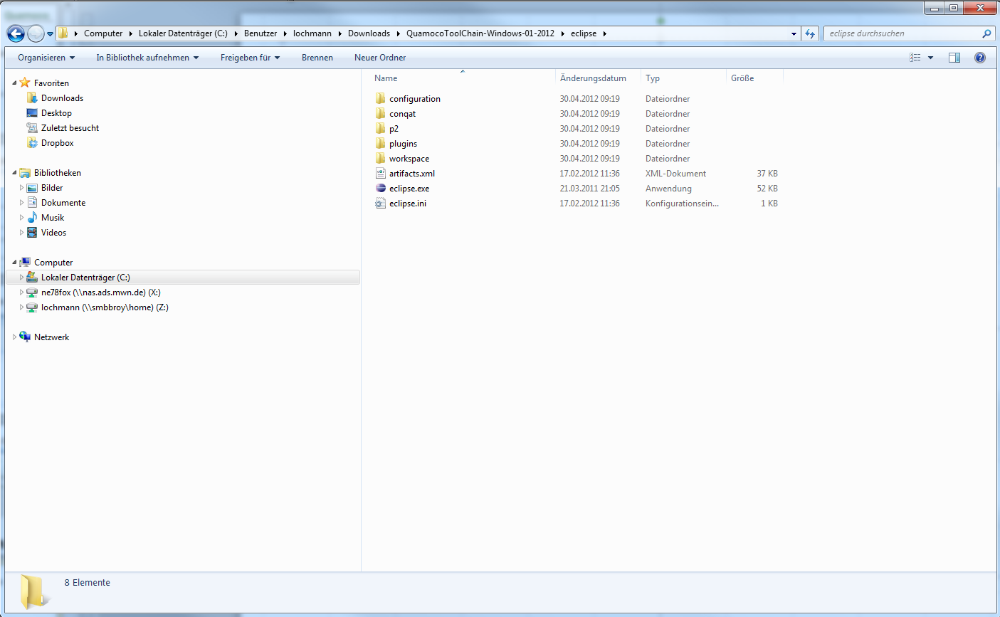 Computer Lokaler Datenträger (C:) Benutzer lochmann Downloads QuamocoToolChain-Windows-01-2012 eclipse eclipse durchsuchen
Organisieren In Bibliothek aufnehmen Freigeben für Brennen Neuer Ordner
Favoriten
Downloads
Desktop
Zuletzt besucht
Dropbox
Bibliotheken
Bilder
Dokumente
Musik
Videos
Computer
Lokaler Datenträger (C:)
ne78fox (\\nas.ads.mwn.de) (X:)
lochmann (\\smbbroy\home) (Z:)
Netzwerk
Name Änderungsdatum Typ Größe
configuration 30.04.2012 09:19 Dateiordner
conqat 30.04.2012 09:19 Dateiordner
p2 30.04.2012 09:19 Dateiordner
plugins 30.04.2012 09:19 Dateiordner
workspace 30.04.2012 09:19 Dateiordner
artifacts.xml 17.02.2012 11:36 XML-Dokument 37 KB
eclipse.exe 21.03.2011 21:05 Anwendung 52 KB
eclipse.ini 17.02.2012 11:36 Konfigurationsein... 1 KB
8 Elemente